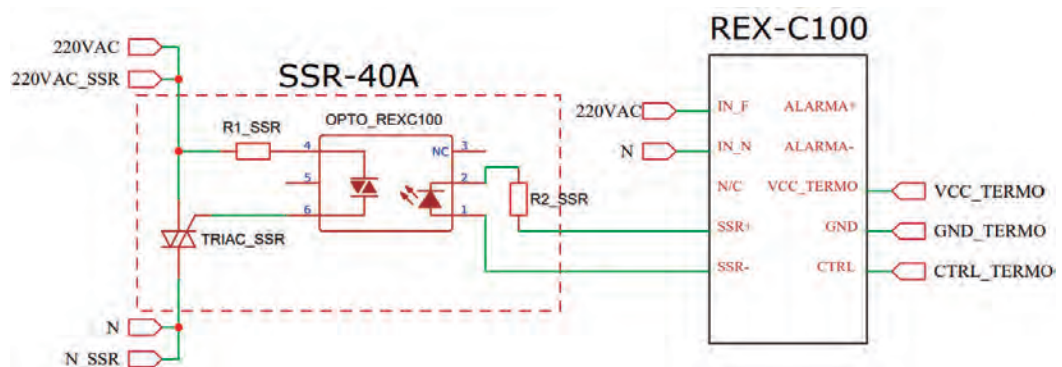 REX-C100
220VAC
220VAC_SSR
SSR-40A
OPTO_REXC100
R1_SSR
4
NC
3
5
2
6
1
R2_SSR
TRIAC_SSR
N
N_SSR
220VAC
N
IN_F
ALARMA+
IN_N
ALARMA-
N/C
VCC_TERMO
SSR+
GND
SSR-
CTRL
VCC_TERMO
GND_TERMO
CTRL_TERMO